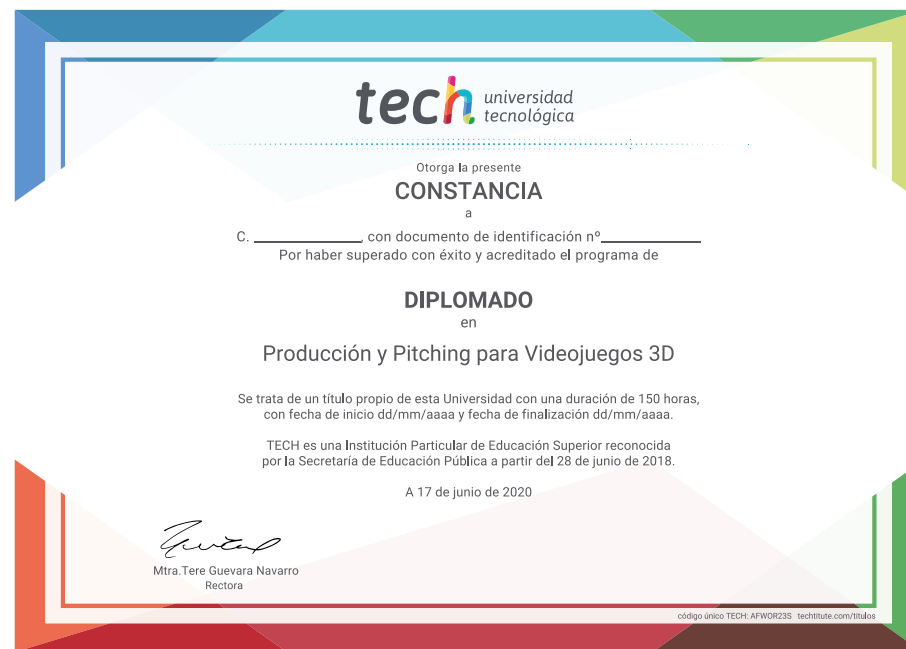 tech universidad
tecnológica
Otorga la presente
CONSTANCIA
a
C. ______________, con documento de identificación nº_____________
Por haber superado con éxito y acreditado el programa de
DIPLOMADO
en
Producción y Pitching para Videojuegos 3D
Se trata de un título propio de esta Universidad con una duración de 150 horas,
con fecha de inicio dd/mm/aaaa y fecha de finalización dd/mm/aaaa.
TECH es una Institución Particular de Educación Superior reconocida
por la Secretaría de Educación Pública a partir del 28 de junio de 2018.
A 17 de junio de 2020
Mtra.Tere Guevara Navarro
Rectora
código único TECH: AFWOR23S techtitute.com/titulos